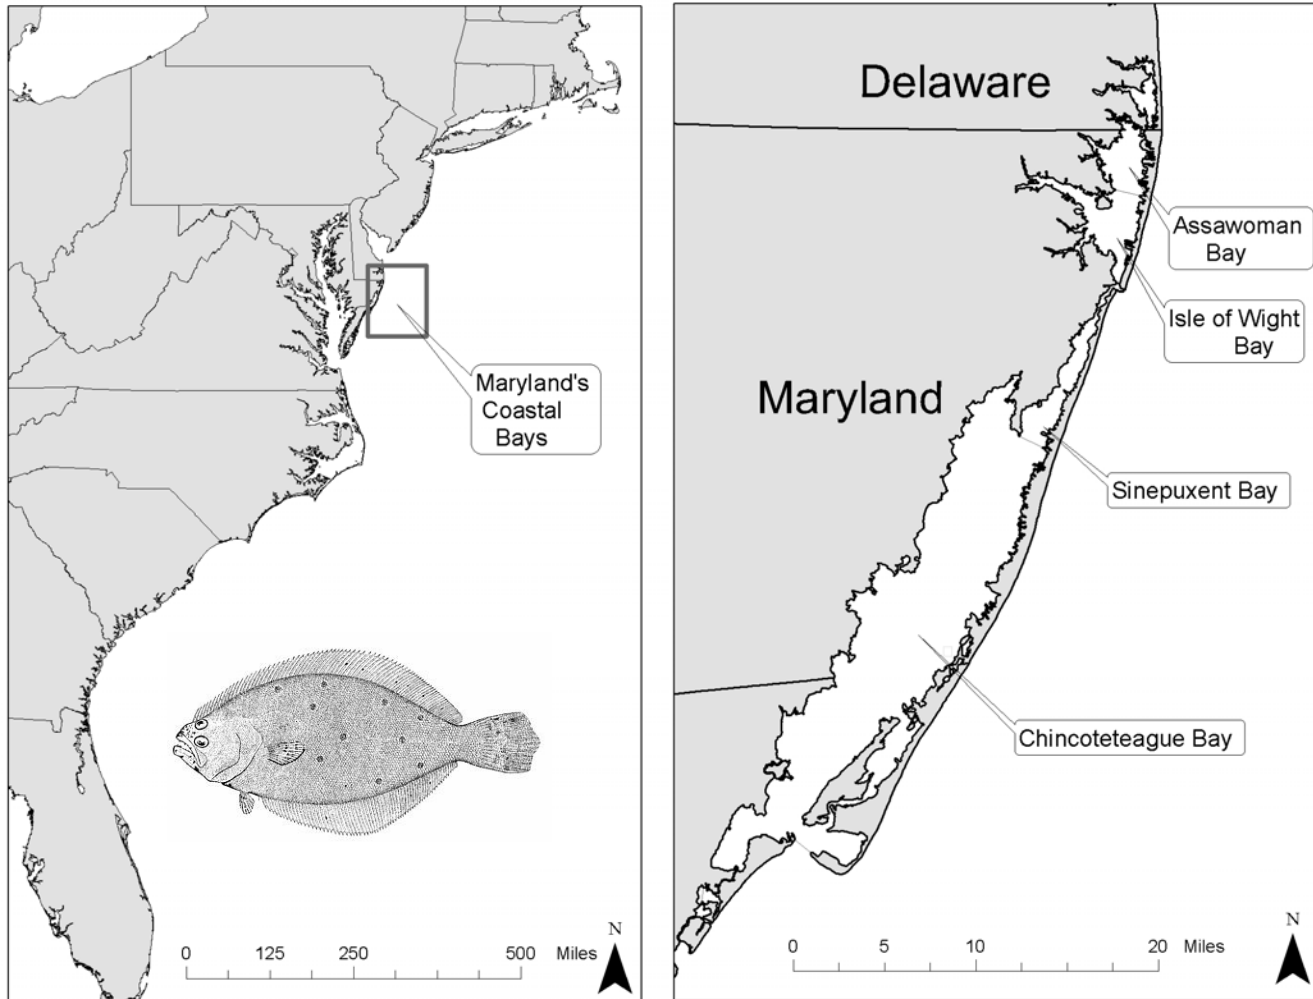 Maryland's
Coastal
Bays
N
0 125 250 500 Miles
Delaware
Assawoman
Bay
Isle of Wight
Bay
Maryland
Sinepuxent Bay
Chincoteteague Bay
N
0 5 10 20 Miles